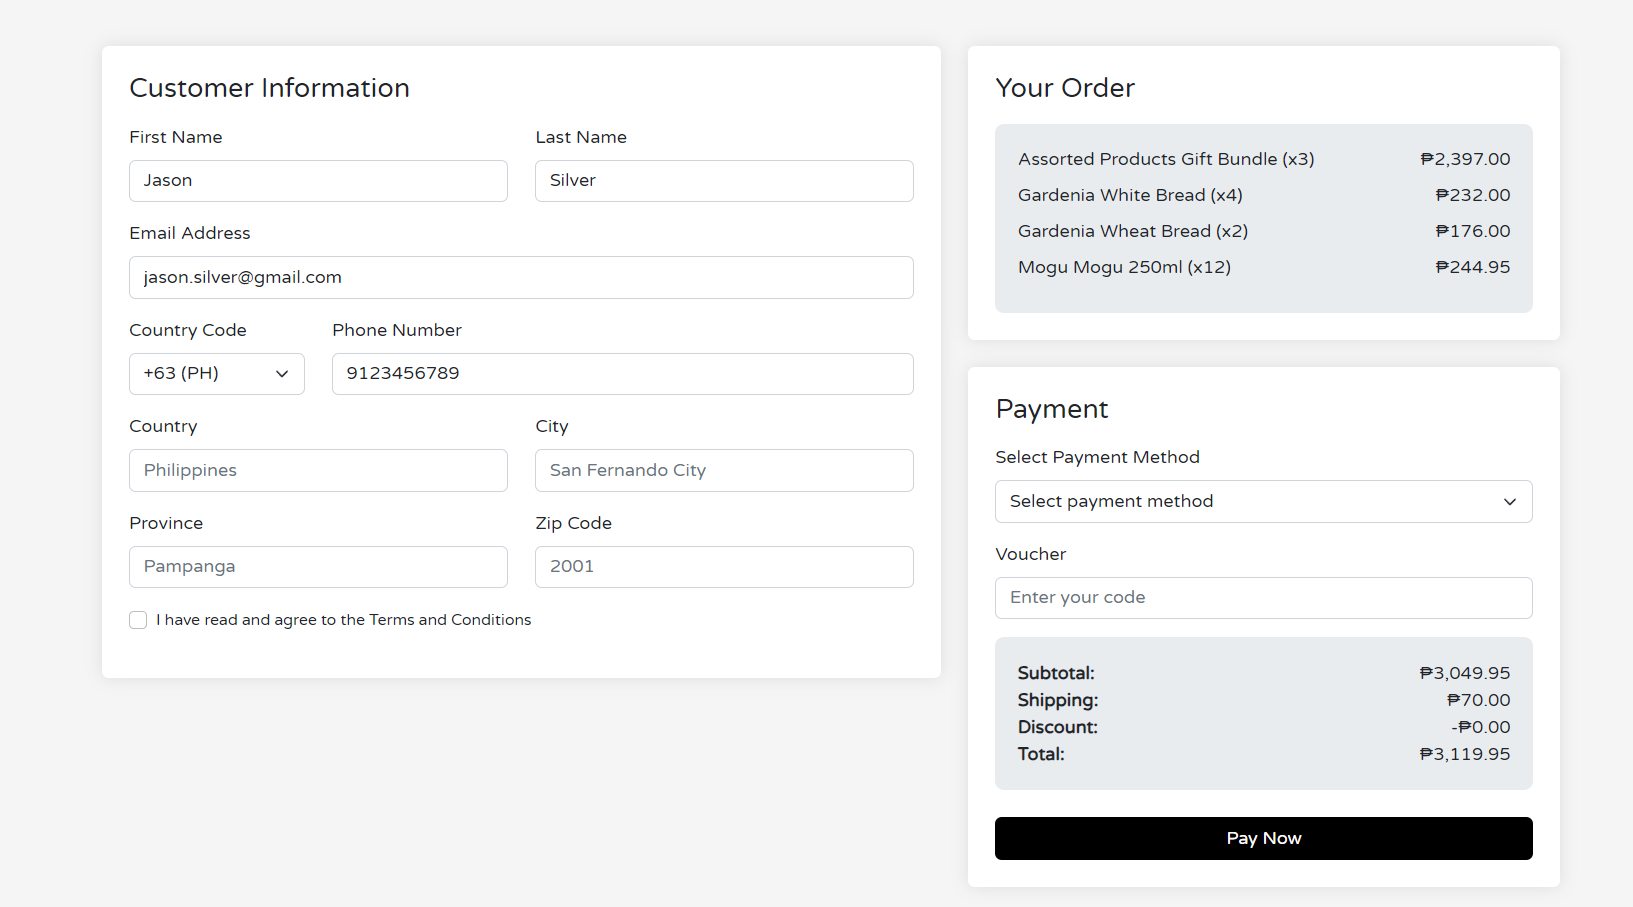 Customer Information
First Name
Last Name
Jason
Silver
Email Address
jason.silver@gmail.com
Country Code
Phone Number
+63 (PH)
9123456789
Country
City
Philippines
San Fernando City
Province
Zip Code
Pampanga
2001
I have read and agree to the Terms and Conditions
Your Order
Assorted Products Gift Bundle (x3) ₱2,397.00
Gardenia White Bread (x4) ₱232.00
Gardenia Wheat Bread (x2) ₱176.00
Mogu Mogu 250ml (x12) ₱244.95
Payment
Select Payment Method
Select payment method
Voucher
Enter your code
Subtotal: ₱3,049.95
Shipping: ₱70.00
Discount: -₱0.00
Total: ₱3,119.95
Pay Now